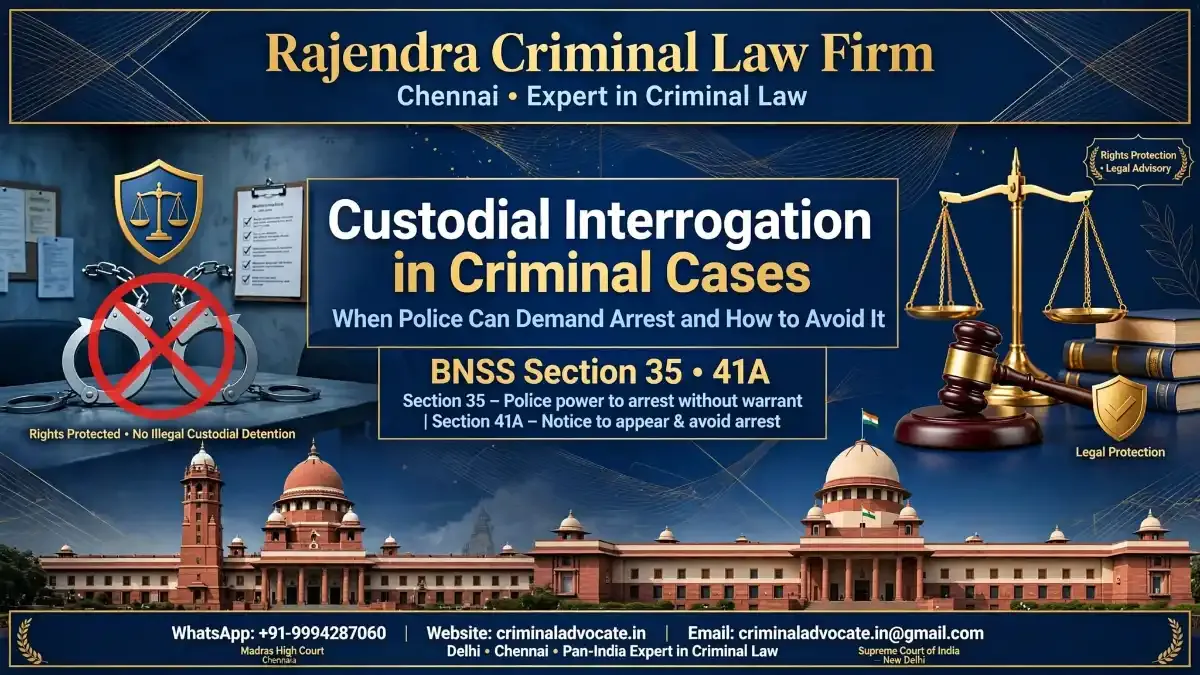 Rajendra Criminal Law Firm
Chennai • Expert in Criminal Law
Rights Protection
• Legal Advisory
Custodial Interrogation
in Criminal Cases
When Police Can Demand Arrest and How to Avoid It
BNSS Section 35 • 41A
Section 35 – Police power to arrest without warrant
| Section 41A – Notice to appear & avoid arrest
Rights Protected • No Illegal Custodial Detention
Legal Protection
WhatsApp: +91-9994287060 | Website: criminaladvocate.in | Email: criminaladvocate.in@gmail.com
Madras High Court
Delhi • Chennai • Pan-India Expert in Criminal Law
Supreme Court of India
– New Delhi